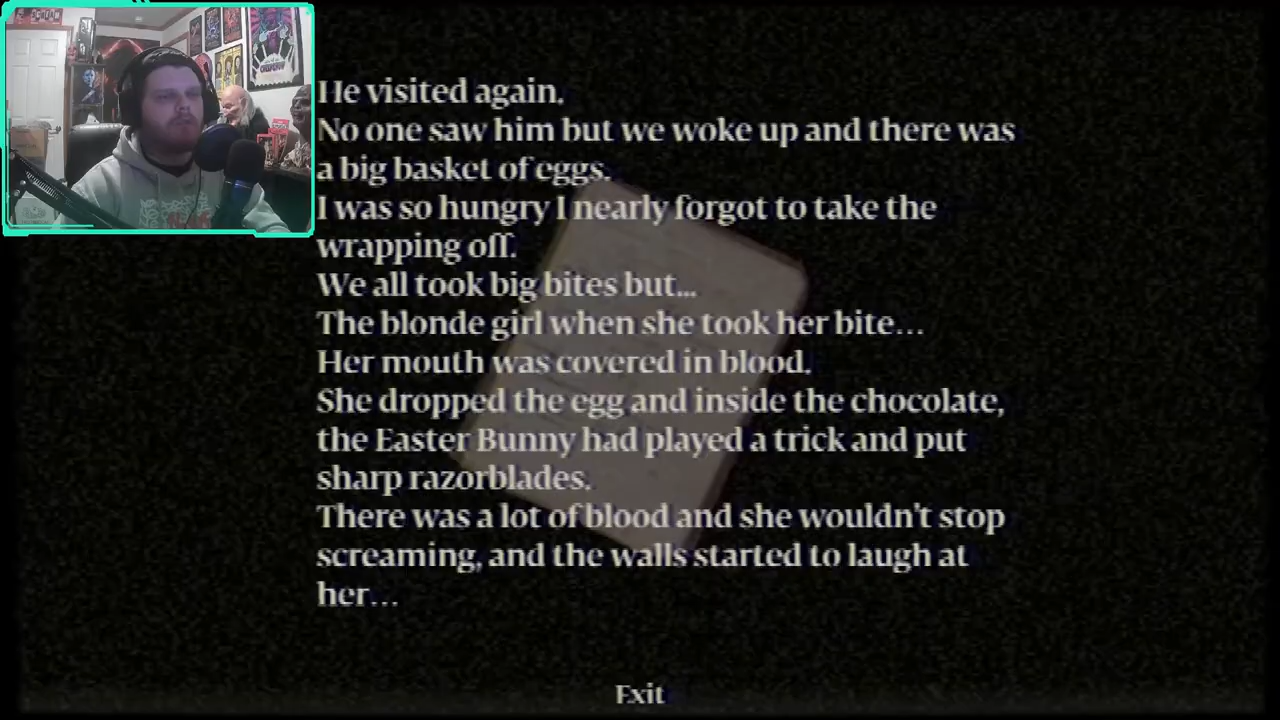 He visited again.
No one saw him but we woke up and there was
a big basket of eggs.
I was so hungry I nearly forgot to take the
wrapping off.
We all took big bites but...
The blonde girl when she took her bite...
Her mouth was covered in blood.
She dropped the egg and inside the chocolate,
the Easter Bunny had played a trick and put
sharp razorblades.
There was a lot of blood and she wouldn't stop
screaming, and the walls started to laugh at
her...
Exit